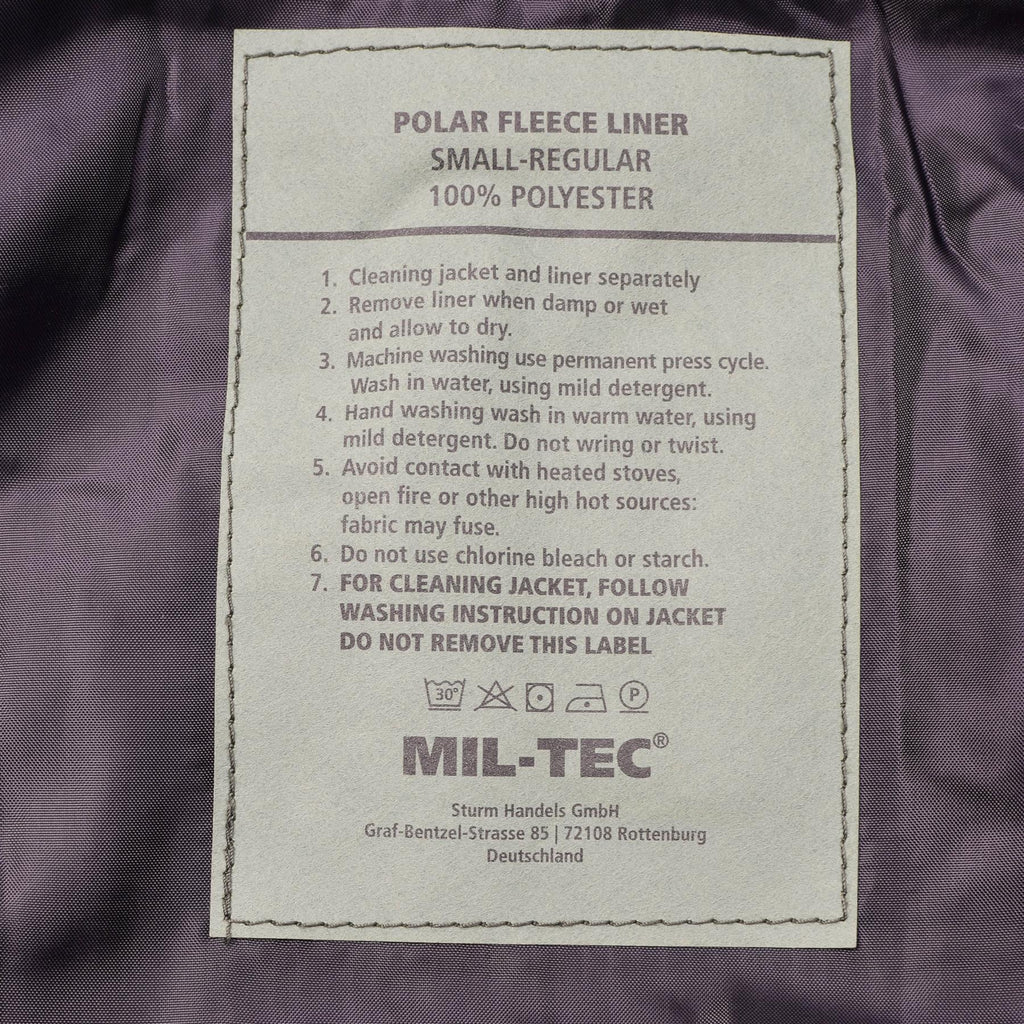 POLAR FLEECE LINER
SMALL-REGULAR
100% POLYESTER
1. Cleaning jacket and liner separately
2. Remove liner when damp or wet
and allow to dry.
3. Machine washing use permanent press cycle.
Wash in water, using mild detergent.
4. Hand washing wash in warm water, using
mild detergent. Do not wring or twist.
5. Avoid contact with heated stoves,
open fire or other high hot sources:
fabric may fuse.
6. Do not use chlorine bleach or starch.
7. FOR CLEANING JACKET, FOLLOW
WASHING INSTRUCTION ON JACKET
DO NOT REMOVE THIS LABEL
30° P
MIL-TEC®
Sturm Handels GmbH
Graf-Bentzel-Strasse 85 | 72108 Rottenburg
Deutschland